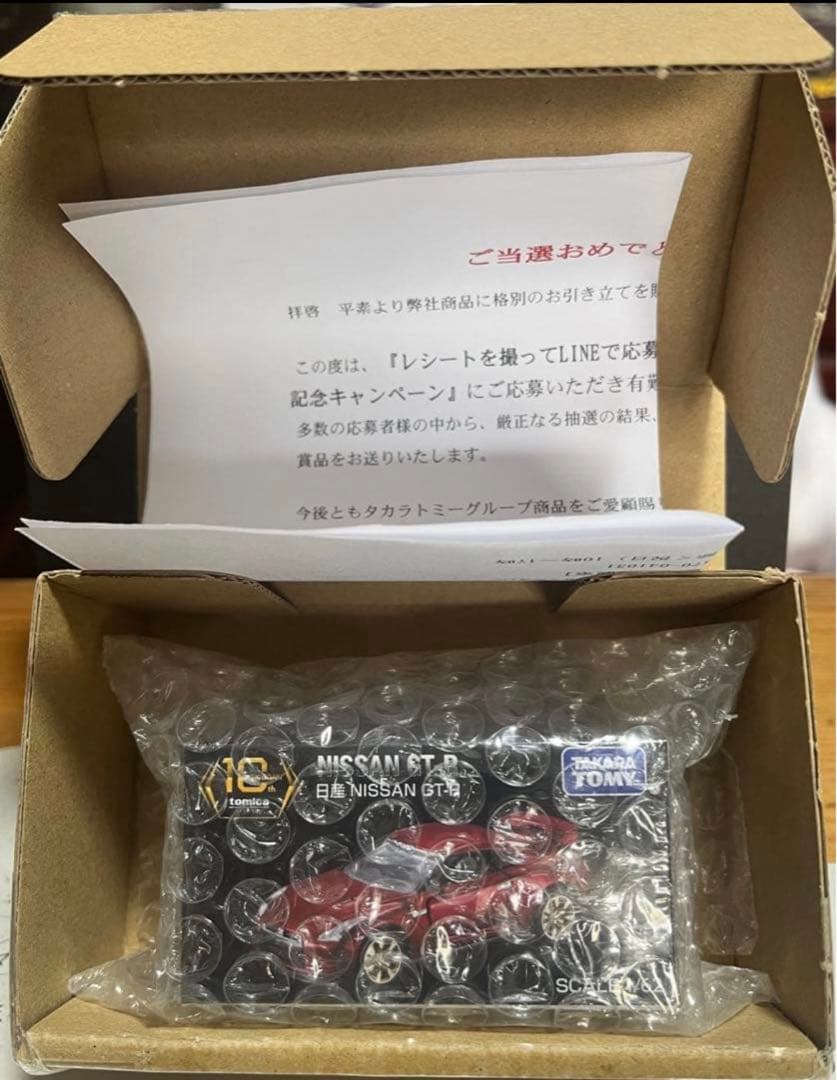 ご当選おめでと
拝啓 平素より弊社商品に格別のお引き立てを
この度は、『レシートを撮ってLINEで応募
記念キャンペーン』にご応募いただき有難
多数の応募者様の中から、厳正なる抽選の結果、
賞品をお送りいたします。
今後ともタカラトミーグループ商品をご愛顧賜
10th
tomica
NISSAN GT-R
日産 NISSAN GT-R
TAKARA
TOMY
SCALE 1/62